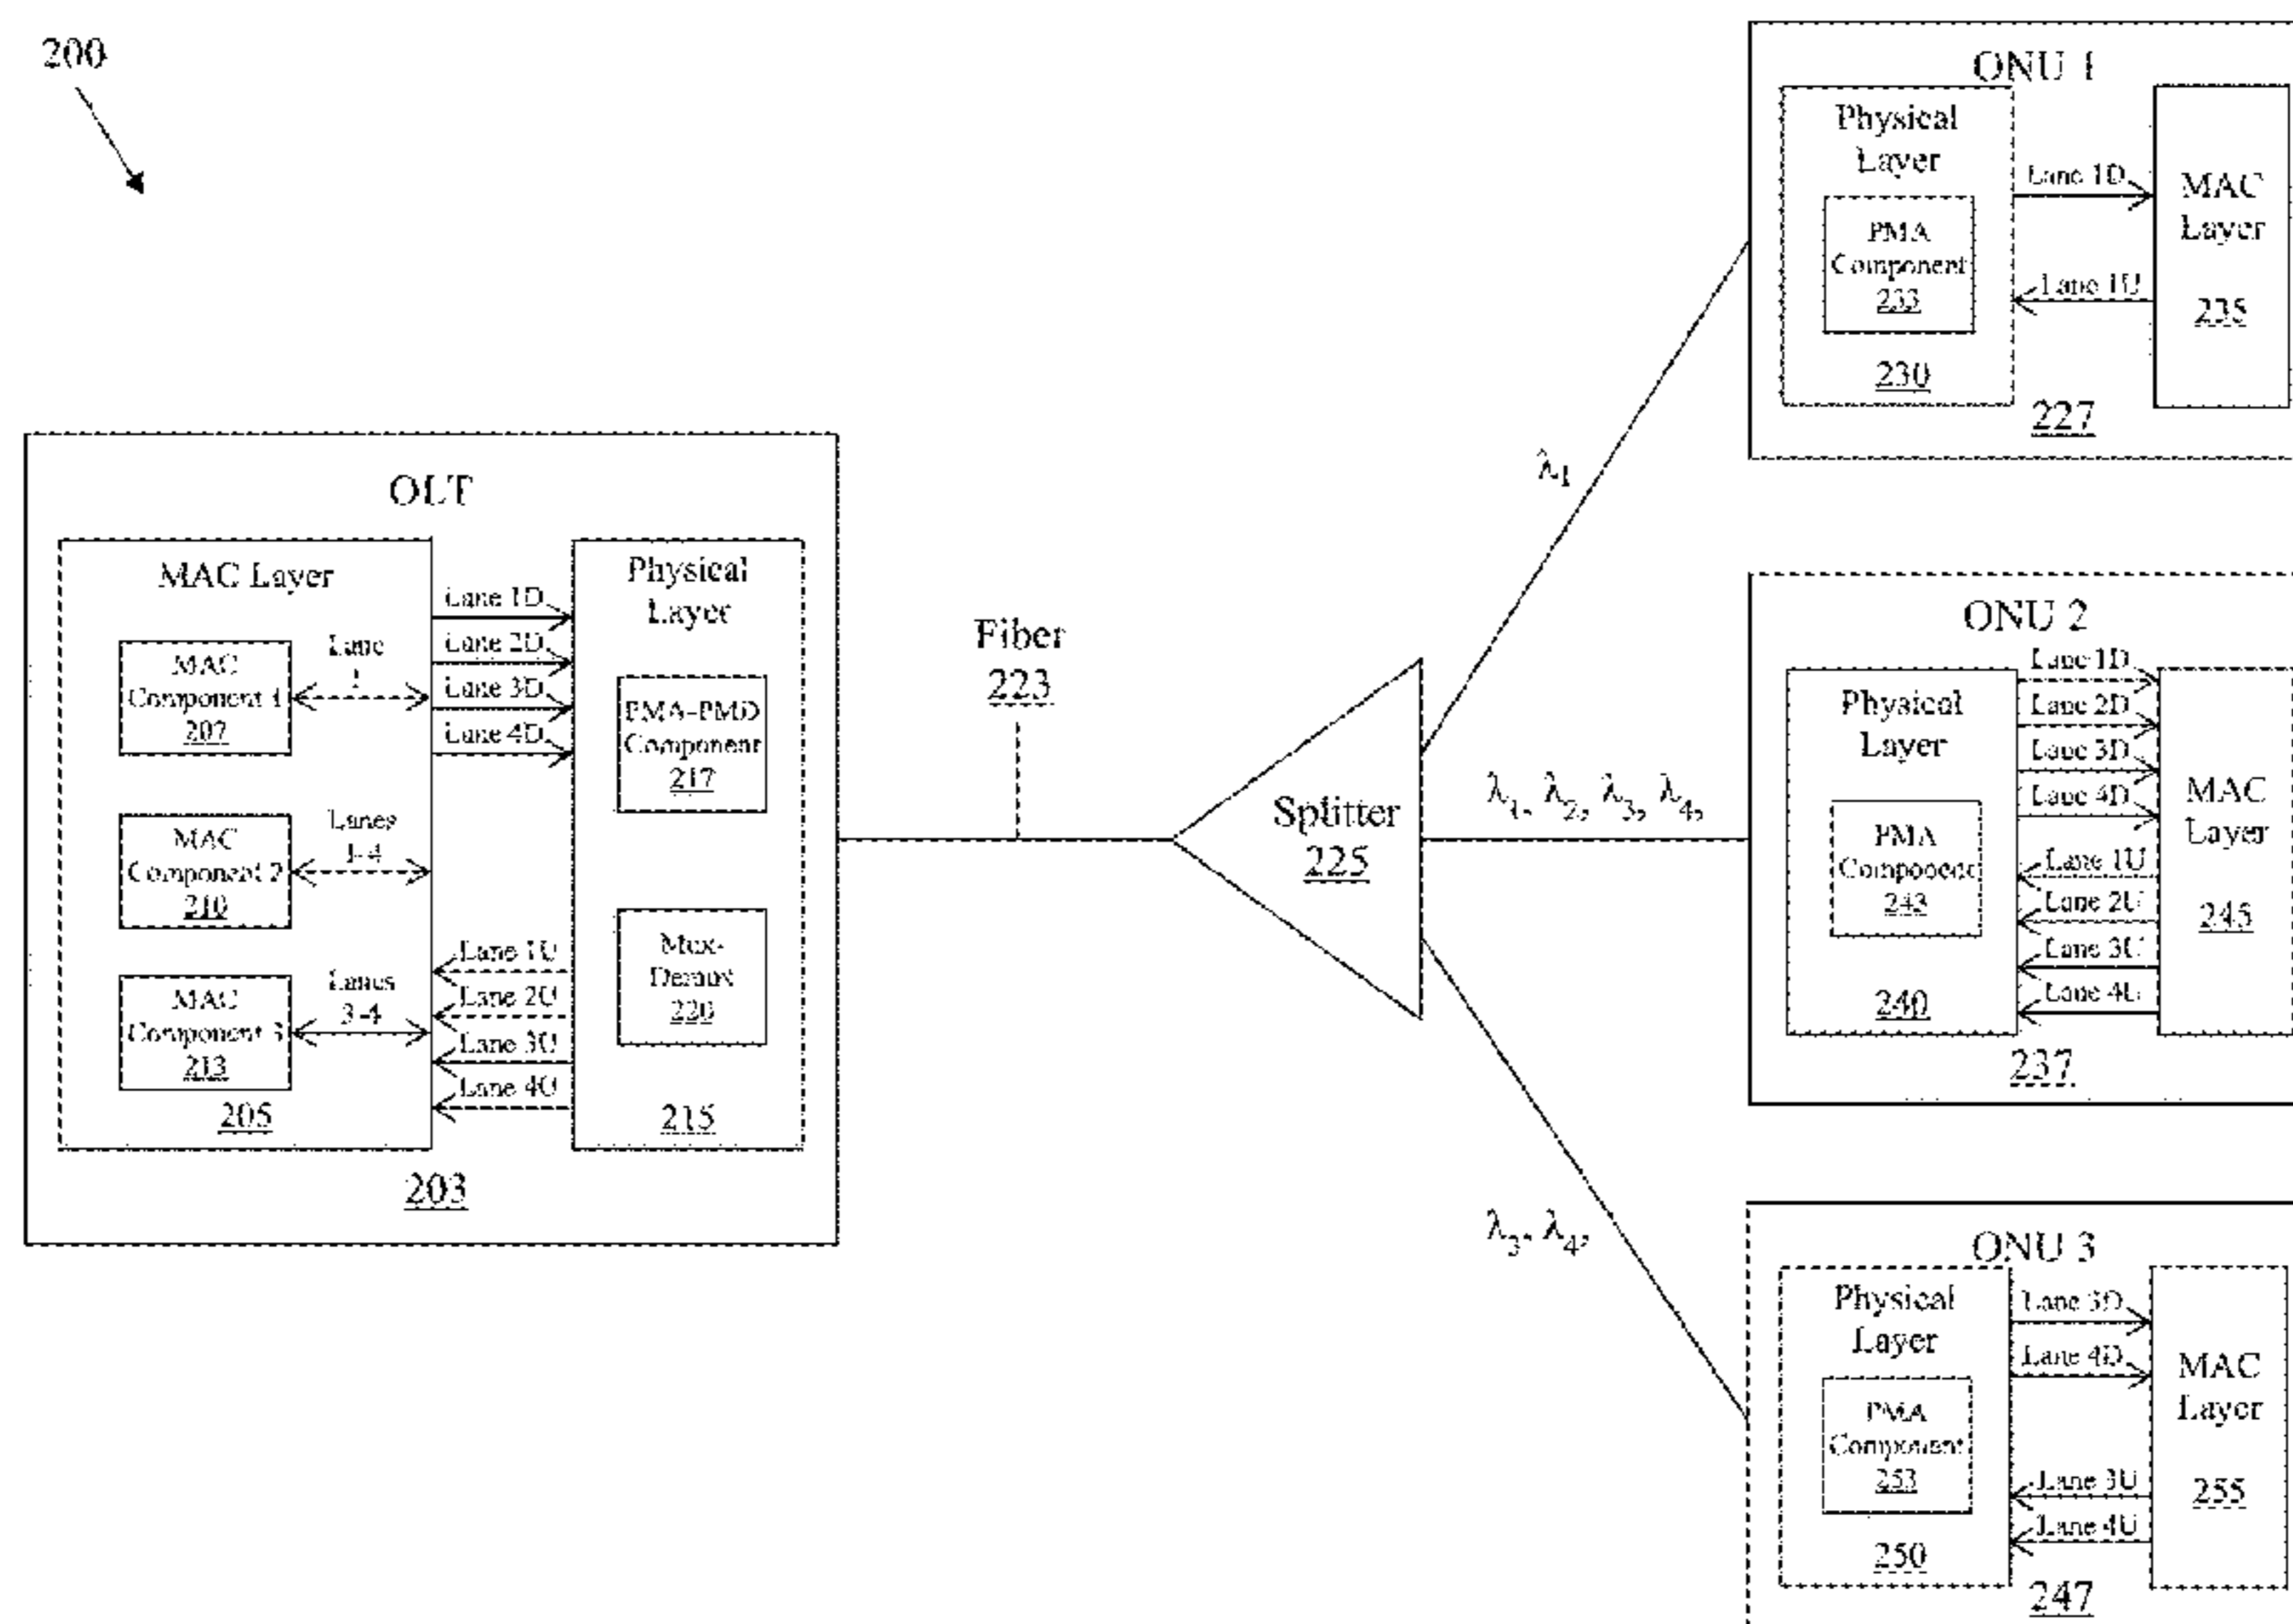 200
OLT
MAC Layer
MAC
Component 1
207
Lane
1
MAC
Component 2
210
Lanes
1-4
MAC
Component 3
213
Lanes
3-4
205
Lane 1D
Lane 2D
Lane 3D
Lane 4D
Lane 1U
Lane 2U
Lane 3U
Lane 4U
Physical
Layer
PMA-PMD
Component
217
Mux-
Demux
220
215
203
Fiber
223
Splitter
225
λ1
λ1, λ2, λ3, λ4,
λ3, λ4,
ONU 1
Physical
Layer
PMA
Component
233
230
Lane 1D
Lane 1U
MAC
Layer
235
227
ONU 2
Physical
Layer
PMA
Component
243
240
Lane 1D
Lane 2D
Lane 3D
Lane 4D
Lane 1U
Lane 2U
Lane 3U
Lane 4U
MAC
Layer
245
237
ONU 3
Physical
Layer
PMA
Component
253
250
Lane 3D
Lane 4D
Lane 3U
Lane 4U
MAC
Layer
255
247